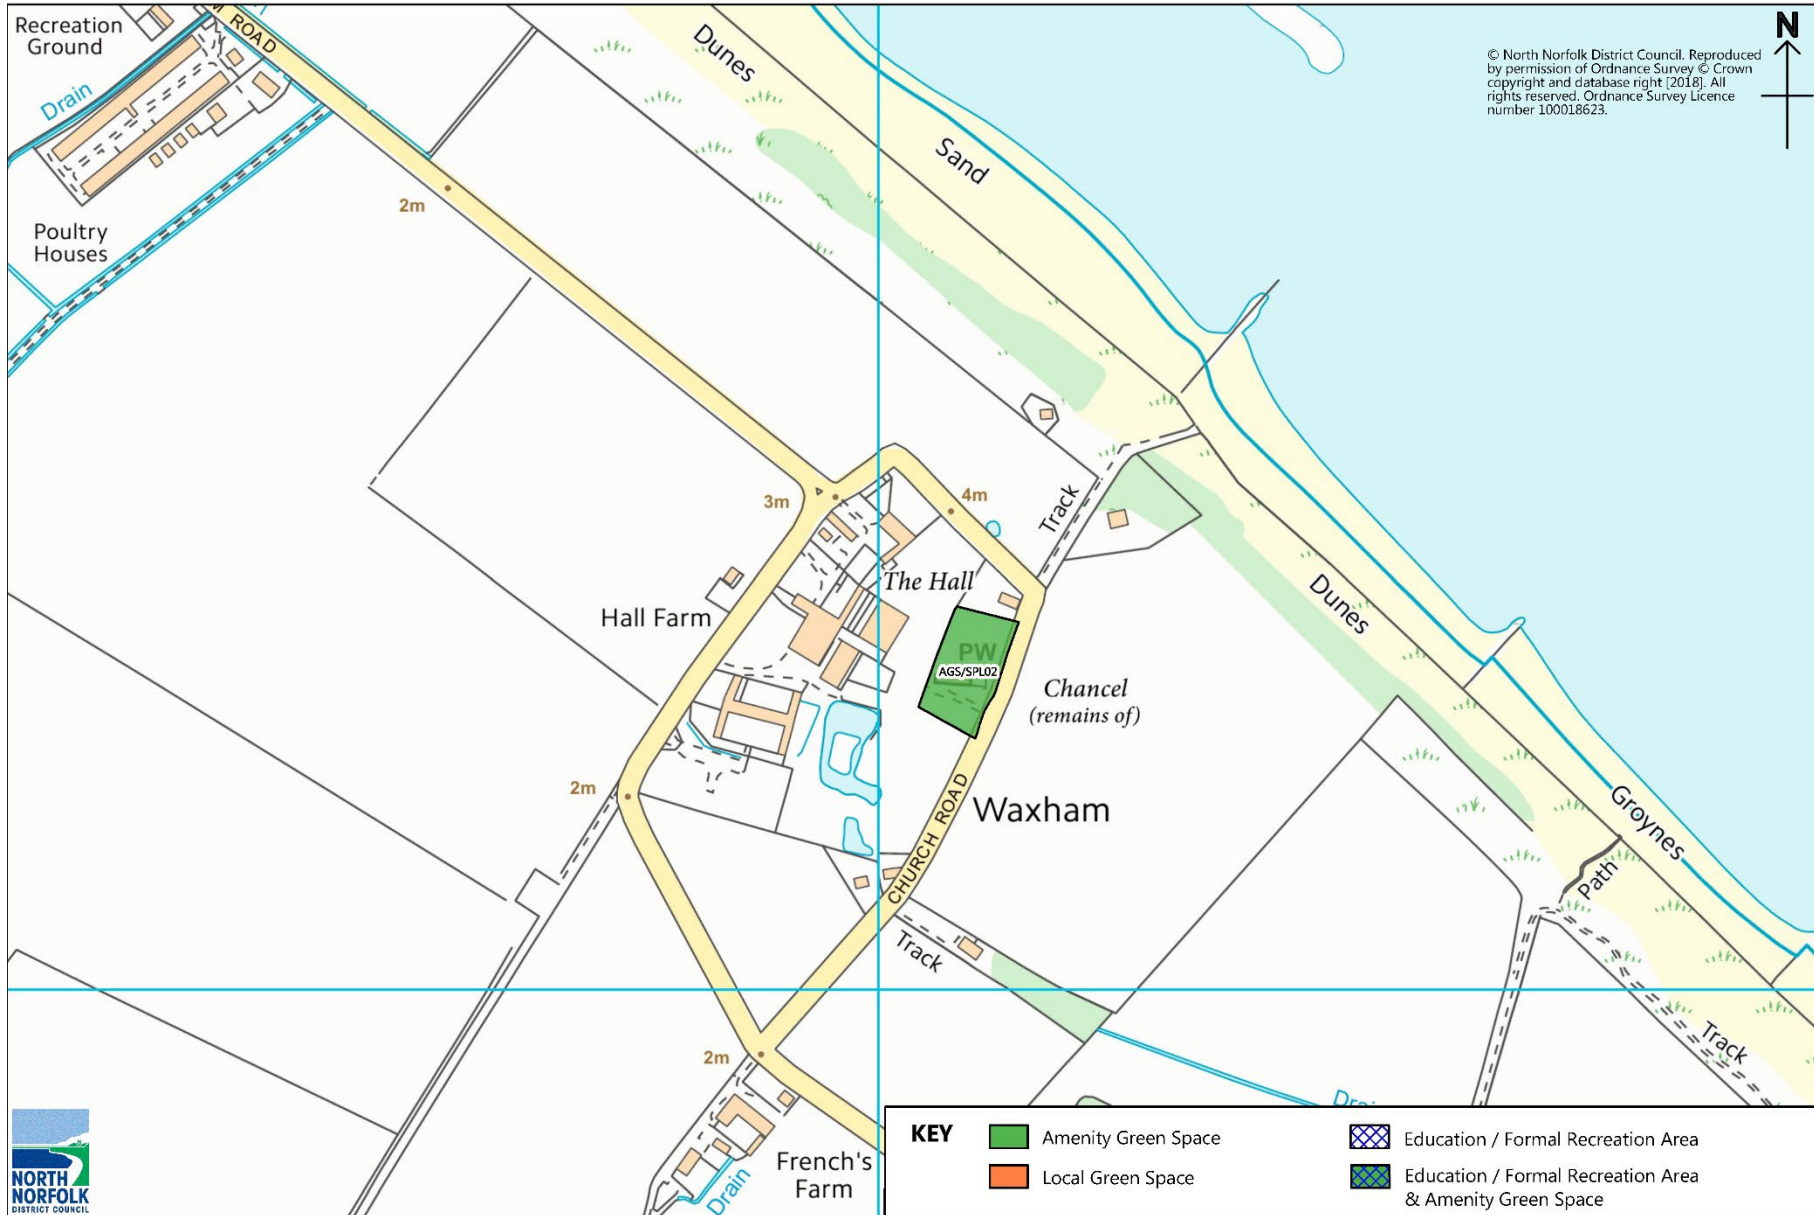 Recreation
Ground
M ROAD
Drain
Poultry
Houses
2m
Dunes
Sand
© North Norfolk District Council. Reproduced
by permission of Ordnance Survey © Crown
copyright and database right [2018]. All
rights reserved. Ordnance Survey Licence
number 100018623.
N
3m
4m
Track
The Hall
Hall Farm
PW
AGS/SPL02
Chancel
(remains of)
Dunes
2m
CHURCH ROAD
Waxham
Groynes
Path
Track
Track
2m
French's
Farm
Drain
NORTH
NORFOLK
DISTRICT COUNCIL
KEY
Amenity Green Space
Local Green Space
Education / Formal Recreation Area
Education / Formal Recreation Area
& Amenity Green Space